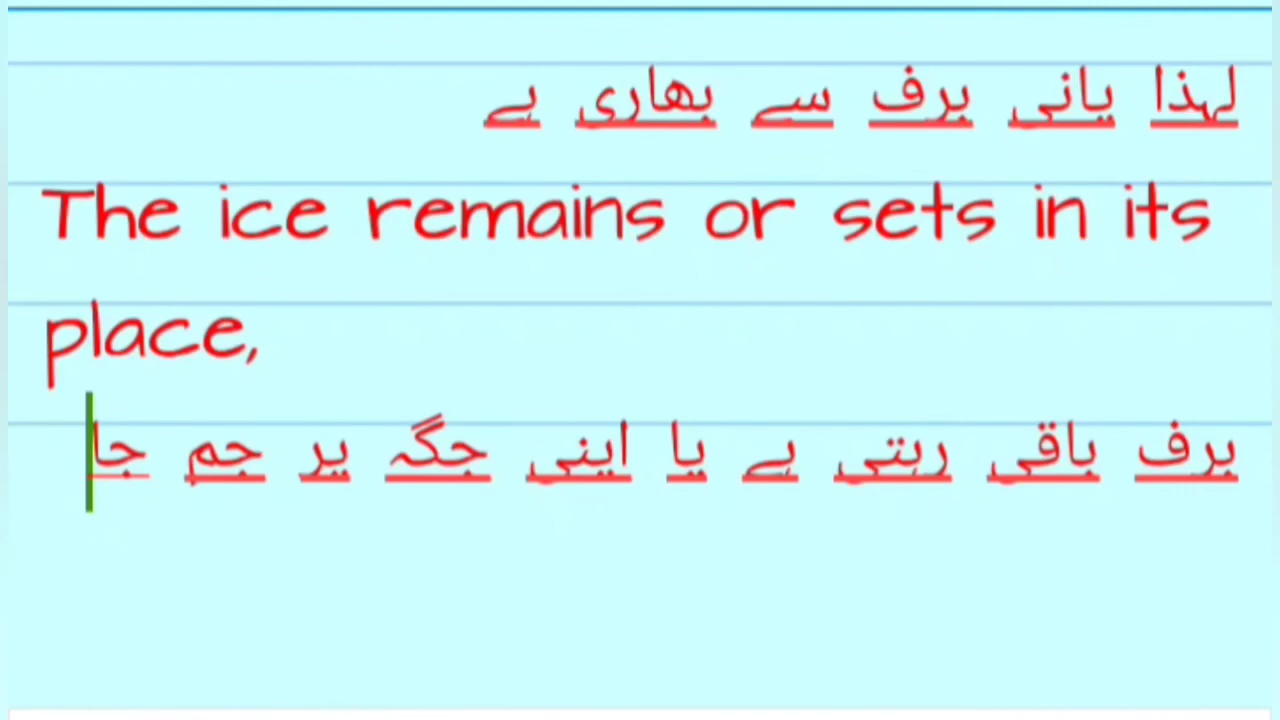 لہذا پانی برف سے بھاری ہے
The ice remains or sets in its
place,
برف باقی رہتی ہے یا اپنی جگہ پر جم جا